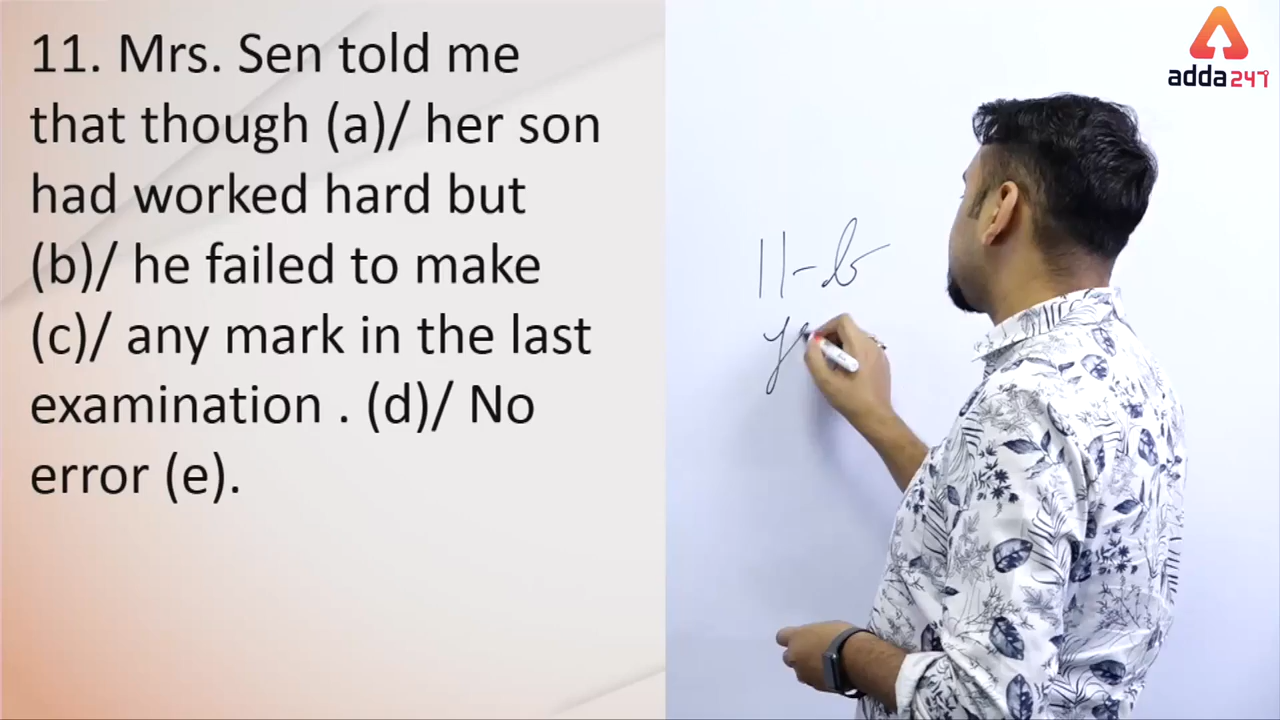 11. Mrs. Sen told me
that though (a)/ her son
had worked hard but
(b)/ he failed to make
(c)/ any mark in the last
examination . (d)/ No
error (e).
adda247
11-b
ye